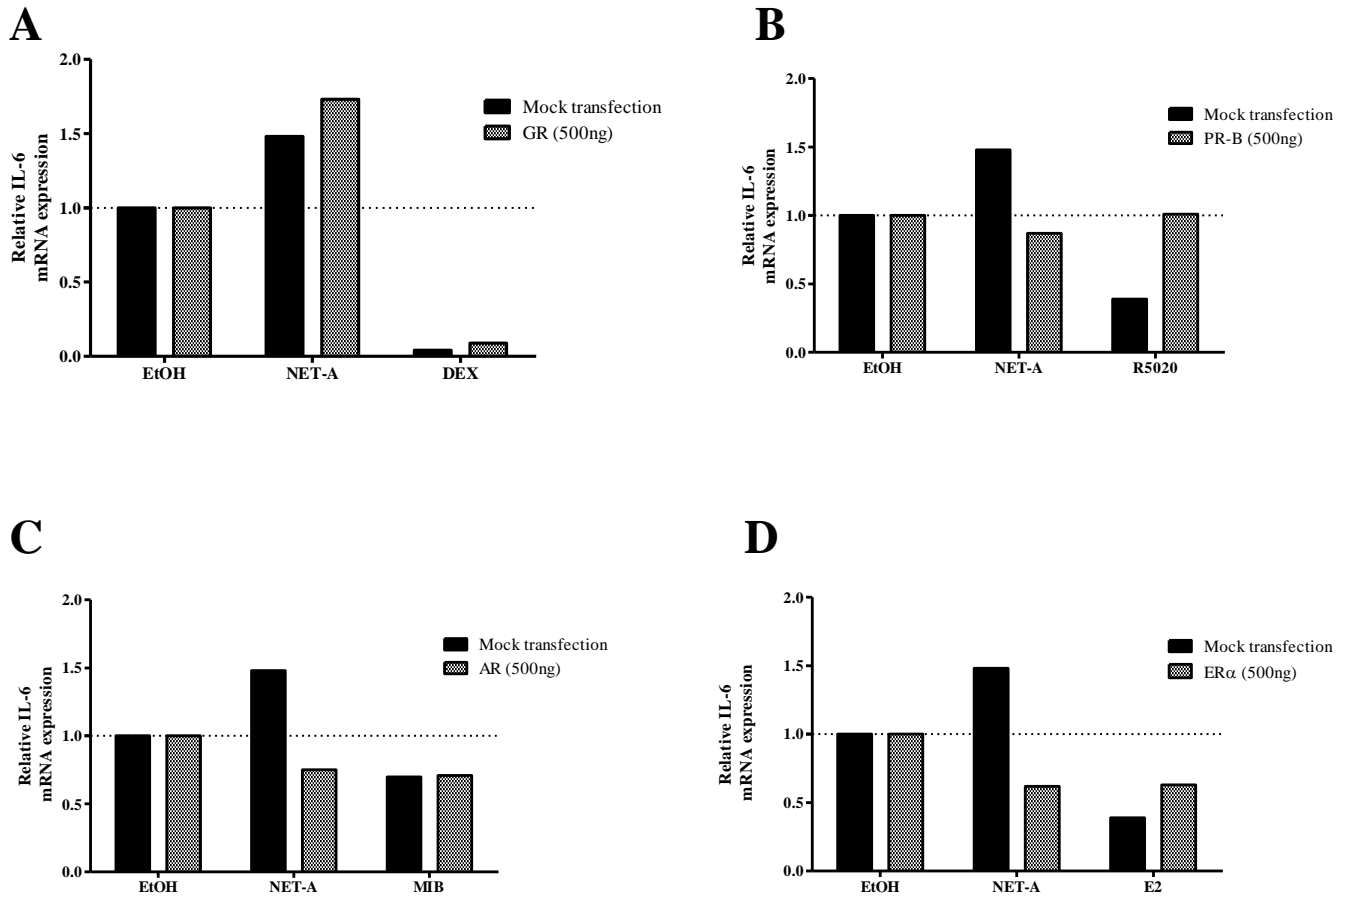 A
2.0
1.5
1.0
0.5
0.0
Relative IL-6
mRNA expression
EtOH
NET-A
DEX
Mock transfection
GR (500ng)
B
2.0
1.5
1.0
0.5
0.0
Relative IL-6
mRNA expression
EtOH
NET-A
R5020
Mock transfection
PR-B (500ng)
C
2.0
1.5
1.0
0.5
0.0
Relative IL-6
mRNA expression
EtOH
NET-A
MIB
Mock transfection
AR (500ng)
D
2.0
1.5
1.0
0.5
0.0
Relative IL-6
mRNA expression
EtOH
NET-A
E2
Mock transfection
ERα (500ng)